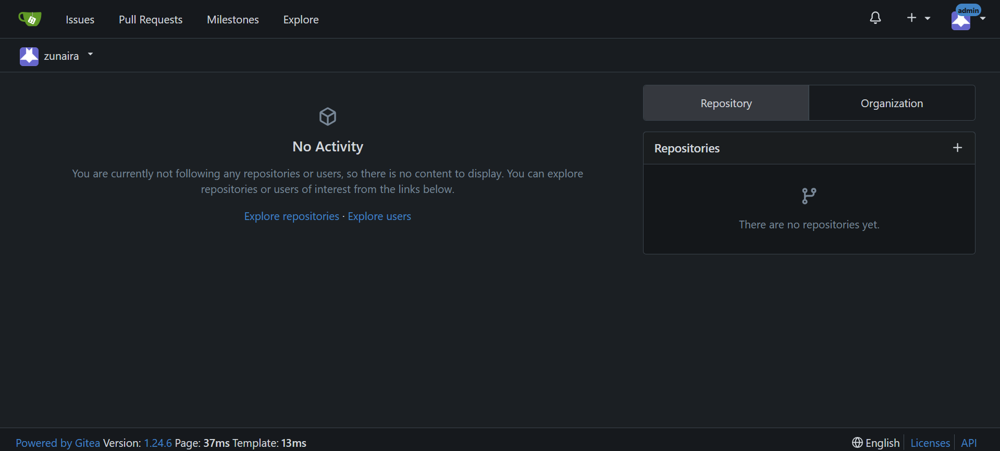 Issues Pull Requests Milestones Explore admin
zunaira
Repository Organization
No Activity
You are currently not following any repositories or users, so there is no content to display. You can explore
repositories or users of interest from the links below.
Explore repositories · Explore users
Repositories
There are no repositories yet.
Powered by Gitea Version: 1.24.6 Page: 37ms Template: 13ms English Licenses API